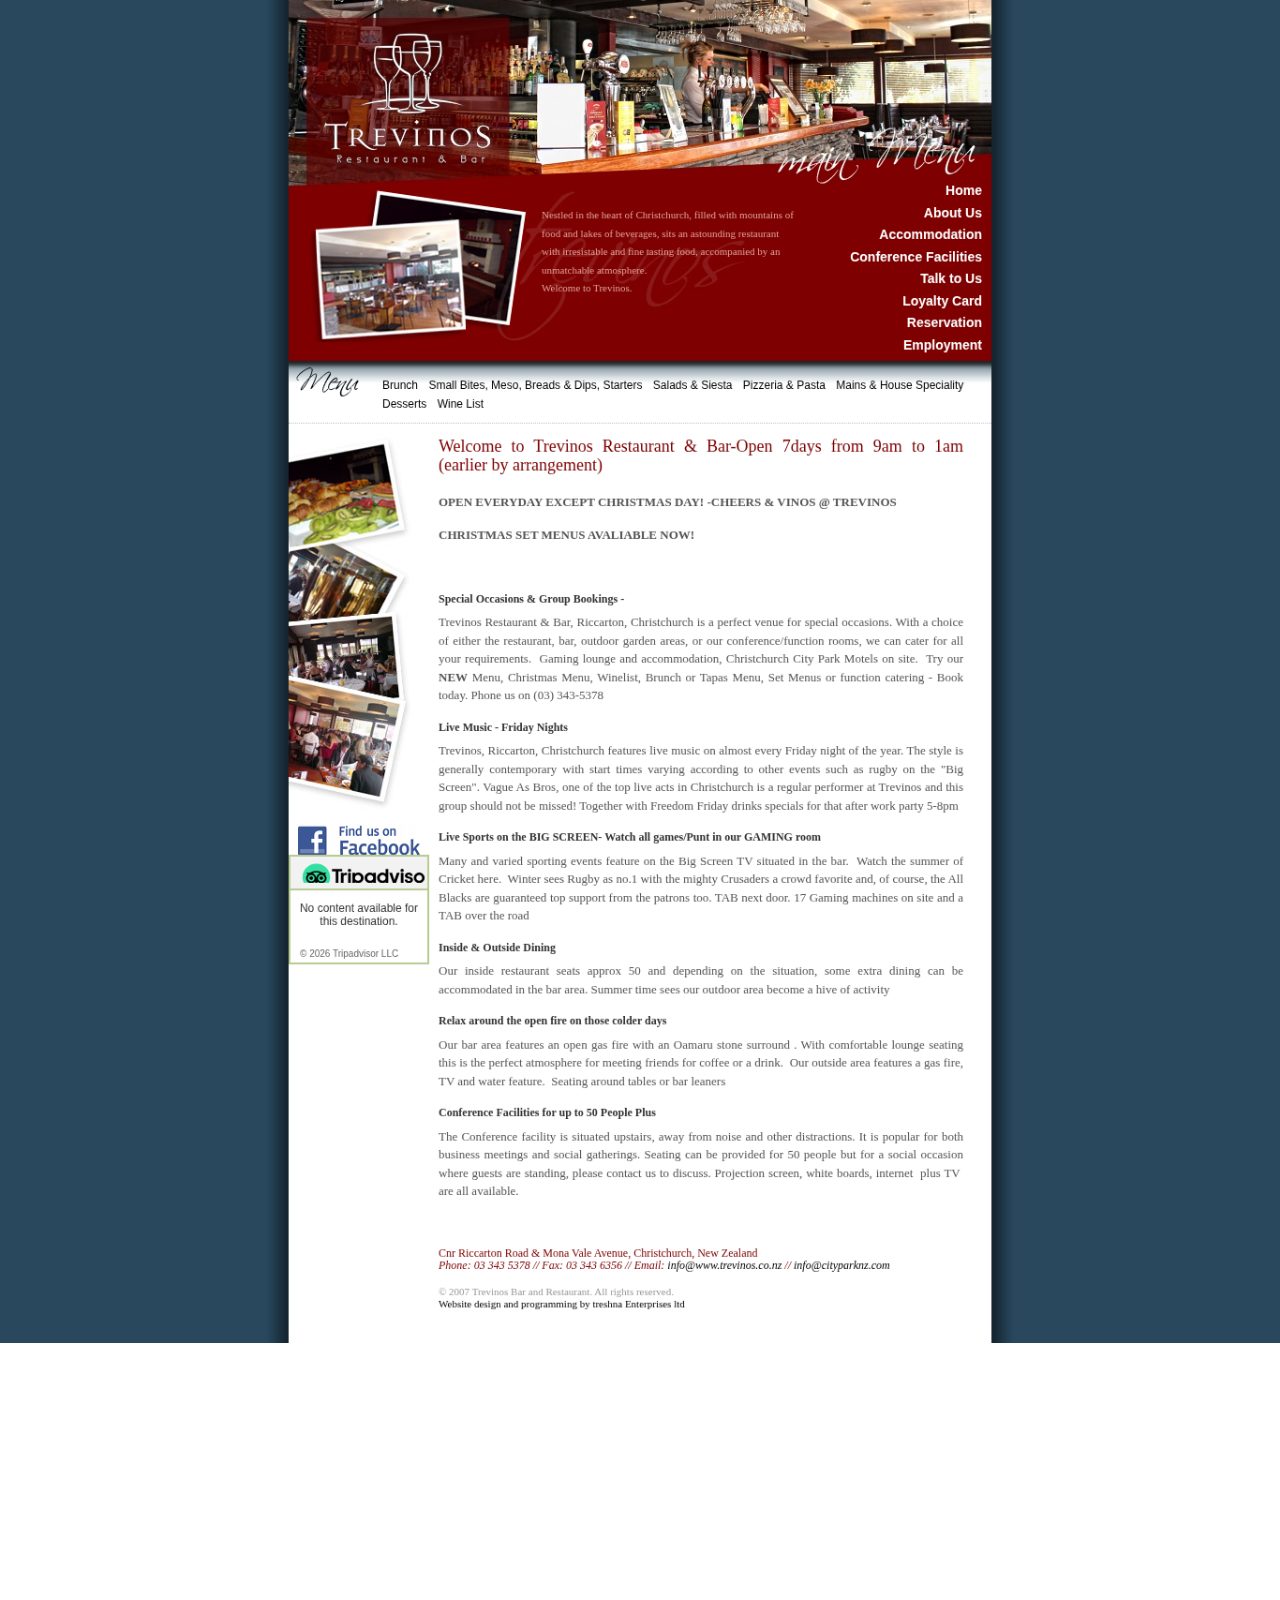 Trevinos
Restaurant & Bar
main Menu
Home
About Us
Accommodation
Conference Facilities
Talk to Us
Loyalty Card
Reservation
Employment
trevinos
Nestled in the heart of Christchurch, filled with mountains of
food and lakes of beverages, sits an astounding restaurant
with irresistable and fine tasting food, accompanied by an
unmatchable atmosphere.
Welcome to Trevinos.
Menu
Brunch Small Bites, Meso, Breads & Dips, Starters Salads & Siesta Pizzeria & Pasta Mains & House Speciality
Desserts Wine List
Welcome to Trevinos Restaurant & Bar-Open 7days from 9am to 1am
(earlier by arrangement)
OPEN EVERYDAY EXCEPT CHRISTMAS DAY! -CHEERS & VINOS @ TREVINOS
CHRISTMAS SET MENUS AVALIABLE NOW!
Special Occasions & Group Bookings -
Trevinos Restaurant & Bar, Riccarton, Christchurch is a perfect venue for special occasions. With a choice
of either the restaurant, bar, outdoor garden areas, or our conference/function rooms, we can cater for all
your requirements. Gaming lounge and accommodation, Christchurch City Park Motels on site. Try our
NEW Menu, Christmas Menu, Winelist, Brunch or Tapas Menu, Set Menus or function catering - Book
today. Phone us on (03) 343-5378
Live Music - Friday Nights
Trevinos, Riccarton, Christchurch features live music on almost every Friday night of the year. The style is
generally contemporary with start times varying according to other events such as rugby on the "Big
Screen". Vague As Bros, one of the top live acts in Christchurch is a regular performer at Trevinos and this
group should not be missed! Together with Freedom Friday drinks specials for that after work party 5-8pm
Live Sports on the BIG SCREEN- Watch all games/Punt in our GAMING room
Many and varied sporting events feature on the Big Screen TV situated in the bar. Watch the summer of
Cricket here. Winter sees Rugby as no.1 with the mighty Crusaders a crowd favorite and, of course, the All
Blacks are guaranteed top support from the patrons too. TAB next door. 17 Gaming machines on site and a
TAB over the road
Inside & Outside Dining
Our inside restaurant seats approx 50 and depending on the situation, some extra dining can be
accommodated in the bar area. Summer time sees our outdoor area become a hive of activity
Relax around the open fire on those colder days
Our bar area features an open gas fire with an Oamaru stone surround . With comfortable lounge seating
this is the perfect atmosphere for meeting friends for coffee or a drink. Our outside area features a gas fire,
TV and water feature. Seating around tables or bar leaners
Conference Facilities for up to 50 People Plus
The Conference facility is situated upstairs, away from noise and other distractions. It is popular for both
business meetings and social gatherings. Seating can be provided for 50 people but for a social occasion
where guests are standing, please contact us to discuss. Projection screen, white boards, internet plus TV
are all available.
Find us on
Facebook
Tripadviso
No content available for
this destination.
© 2026 Tripadvisor LLC
Cnr Riccarton Road & Mona Vale Avenue, Christchurch, New Zealand
Phone: 03 343 5378 // Fax: 03 343 6356 // Email: info@www.trevinos.co.nz // info@cityparknz.com
© 2007 Trevinos Bar and Restaurant. All rights reserved.
Website design and programming by treshna Enterprises ltd